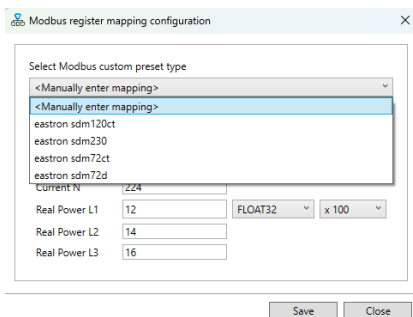 Modbus register mapping configuration
Select Modbus custom preset type
<Manually enter mapping>
<Manually enter mapping>
eastron sdm120ct
eastron sdm230
eastron sdm72ct
eastron sdm72d
Current N 224
Real Power L1 12 FLOAT32 x 100
Real Power L2 14
Real Power L3 16
Save Close